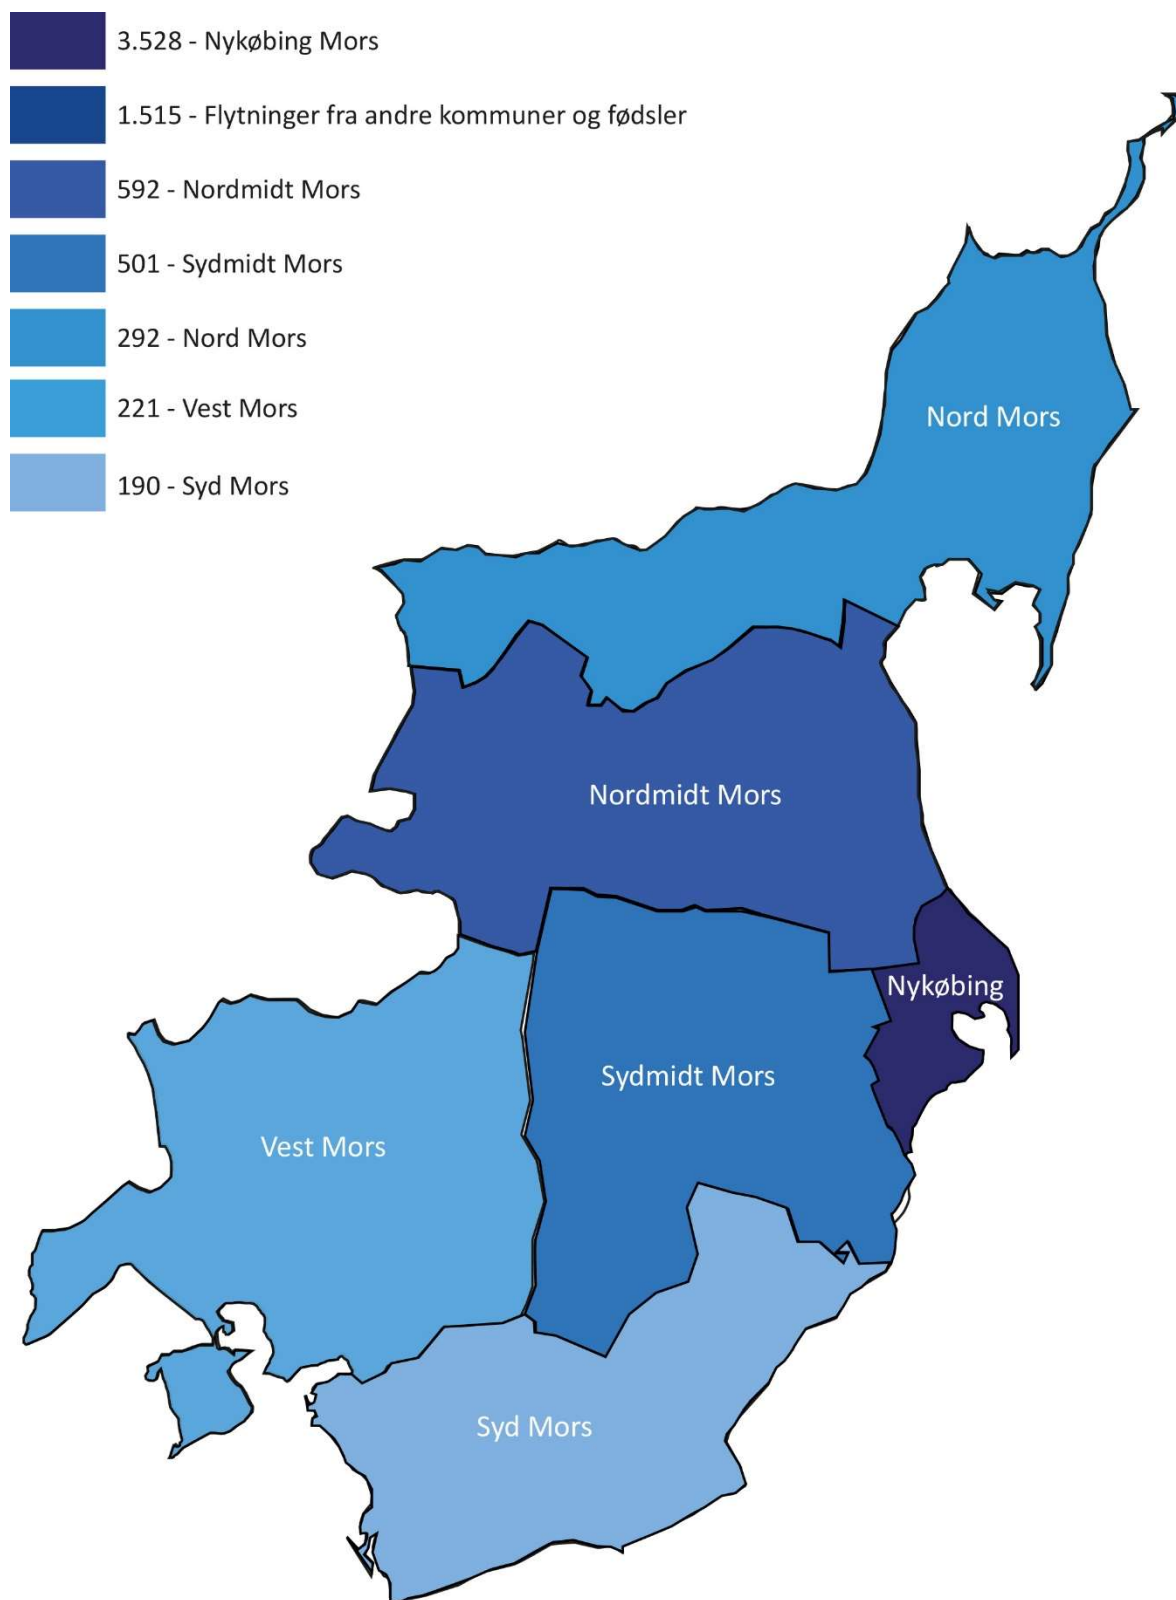 3.528 - Nykøbing Mors
1.515 - Flytninger fra andre kommuner og fødsler
592 - Nordmidt Mors
501 - Sydmidt Mors
292 - Nord Mors
221 - Vest Mors
190 - Syd Mors
Nord Mors
Nordmidt Mors
Nykøbing
Sydmidt Mors
Vest Mors
Syd Mors